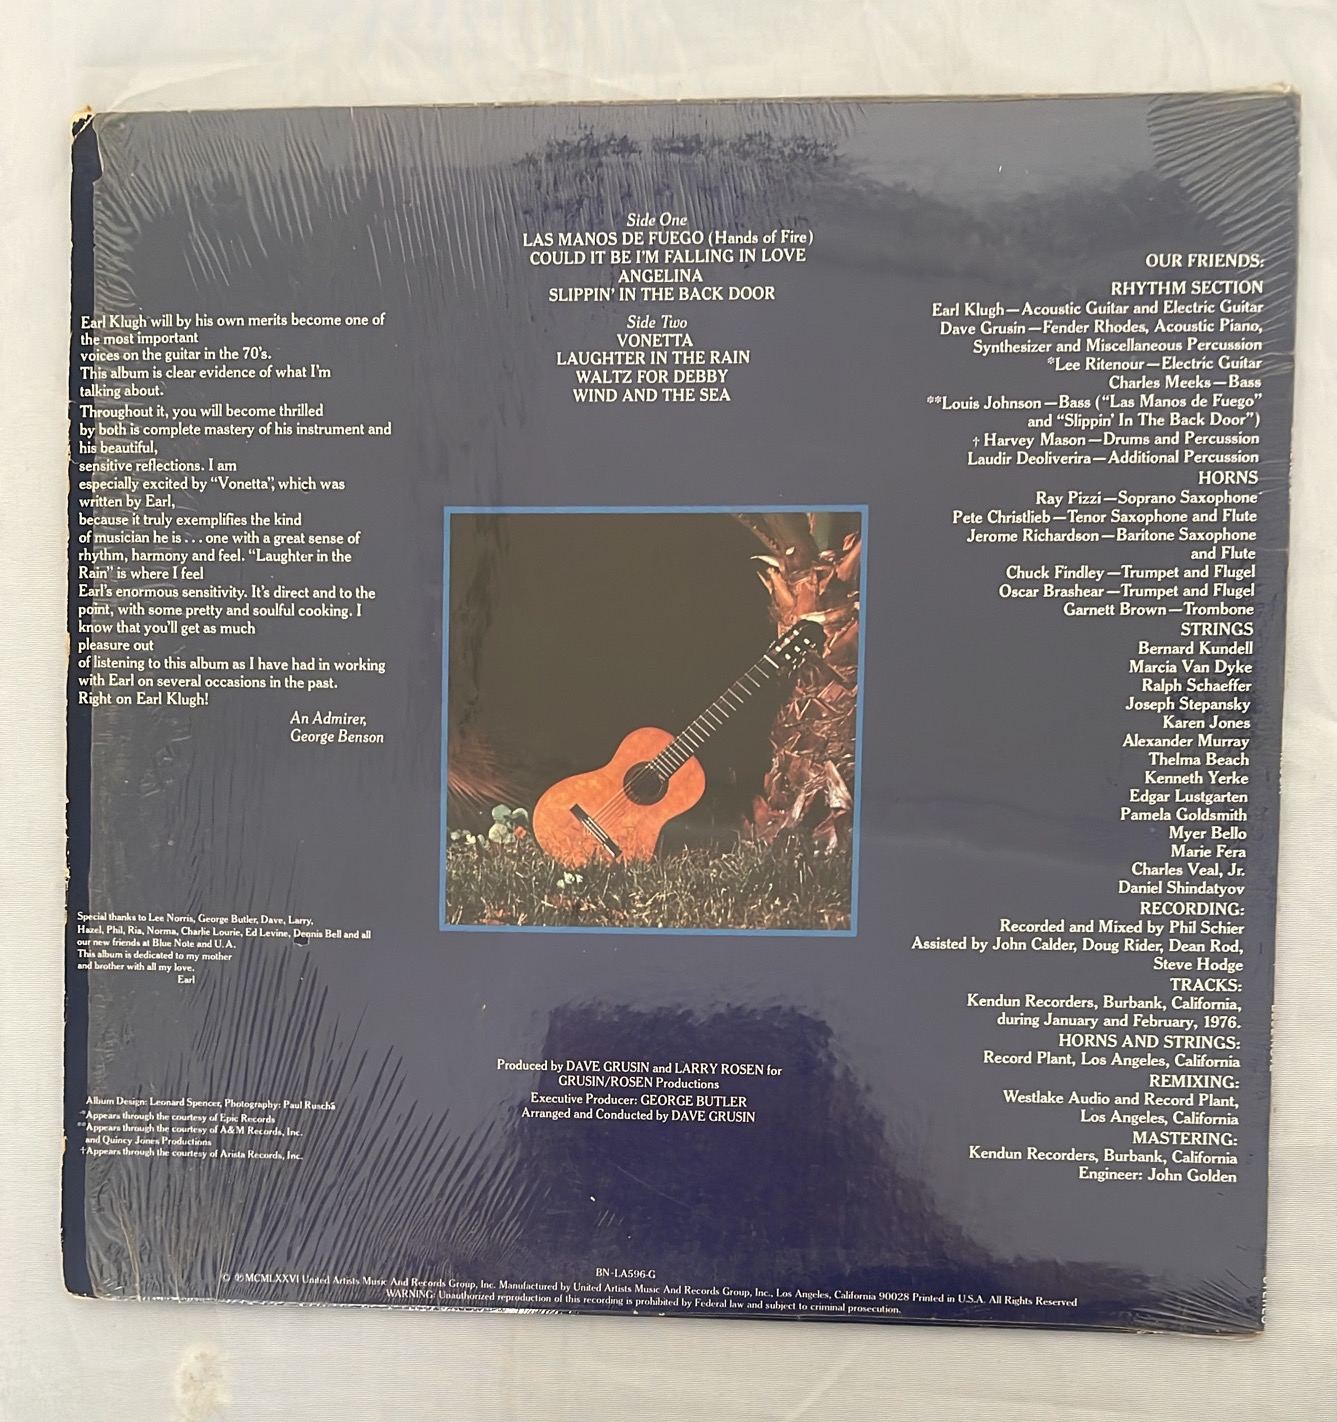 Side One
LAS MANOS DE FUEGO (Hands of Fire)
COULD IT BE I'M FALLING IN LOVE
ANGELINA
SLIPPIN' IN THE BACK DOOR
Side Two
VONETTA
LAUGHTER IN THE RAIN
WALTZ FOR DEBBY
WIND AND THE SEA
Earl Klugh will by his own merits become one of
the most important
voices on the guitar in the 70's.
This album is clear evidence of what I'm
talking about.
Throughout it, you will become thrilled
by both is complete mastery of his instrument and
his beautiful,
sensitive reflections. I am
especially excited by “Vonetta”, which was
written by Earl,
because it truly exemplifies the kind
of musician he is . . . one with a great sense of
rhythm, harmony and feel. “Laughter in the
Rain” is where I feel
Earl's enormous sensitivity. It's direct and to the
point, with some pretty and soulful cooking. I
know that you'll get as much
pleasure out
of listening to this album as I have had in working
with Earl on several occasions in the past.
Right on Earl Klugh!
An Admirer,
George Benson
Special thanks to Lee Norris, George Butler, Dave, Larry,
Hazel, Phil, Ria, Norma, Charlie Lourie, Ed Levine, Dennis Bell and all
our new friends at Blue Note and U.A.
This album is dedicated to my mother
and brother with all my love.
Earl
Album Design: Leonard Spencer, Photography: Paul Ruscha
*Appears through the courtesy of Epic Records
**Appears through the courtesy of A&M Records, Inc.
and Quincy Jones Productions
†Appears through the courtesy of Arista Records, Inc.
Produced by DAVE GRUSIN and LARRY ROSEN for
GRUSIN/ROSEN Productions
Executive Producer: GEORGE BUTLER
Arranged and Conducted by DAVE GRUSIN
OUR FRIENDS:
RHYTHM SECTION
Earl Klugh—Acoustic Guitar and Electric Guitar
Dave Grusin—Fender Rhodes, Acoustic Piano,
Synthesizer and Miscellaneous Percussion
*Lee Ritenour—Electric Guitar
Charles Meeks—Bass
**Louis Johnson—Bass (“Las Manos de Fuego”
and “Slippin' In The Back Door”)
† Harvey Mason—Drums and Percussion
Laudir Deoliverira—Additional Percussion
HORNS
Ray Pizzi—Soprano Saxophone
Pete Christlieb—Tenor Saxophone and Flute
Jerome Richardson—Baritone Saxophone
and Flute
Chuck Findley—Trumpet and Flugel
Oscar Brashear—Trumpet and Flugel
Garnett Brown—Trombone
STRINGS
Bernard Kundell
Marcia Van Dyke
Ralph Schaeffer
Joseph Stepansky
Karen Jones
Alexander Murray
Thelma Beach
Kenneth Yerke
Edgar Lustgarten
Pamela Goldsmith
Myer Bello
Marie Fera
Charles Veal, Jr.
Daniel Shindatyov
RECORDING:
Recorded and Mixed by Phil Schier
Assisted by John Calder, Doug Rider, Dean Rod,
Steve Hodge
TRACKS:
Kendun Recorders, Burbank, California,
during January and February, 1976.
HORNS AND STRINGS:
Record Plant, Los Angeles, California
REMIXING:
Westlake Audio and Record Plant,
Los Angeles, California
MASTERING:
Kendun Recorders, Burbank, California
Engineer: John Golden
BN-LA596-G
© ℗ MCMLXXVI United Artists Music And Records Group, Inc. Manufactured by United Artists Music And Records Group, Inc., Los Angeles, California 90028 Printed in U.S.A. All Rights Reserved
WARNING: Unauthorized reproduction of this recording is prohibited by Federal law and subject to criminal prosecution.